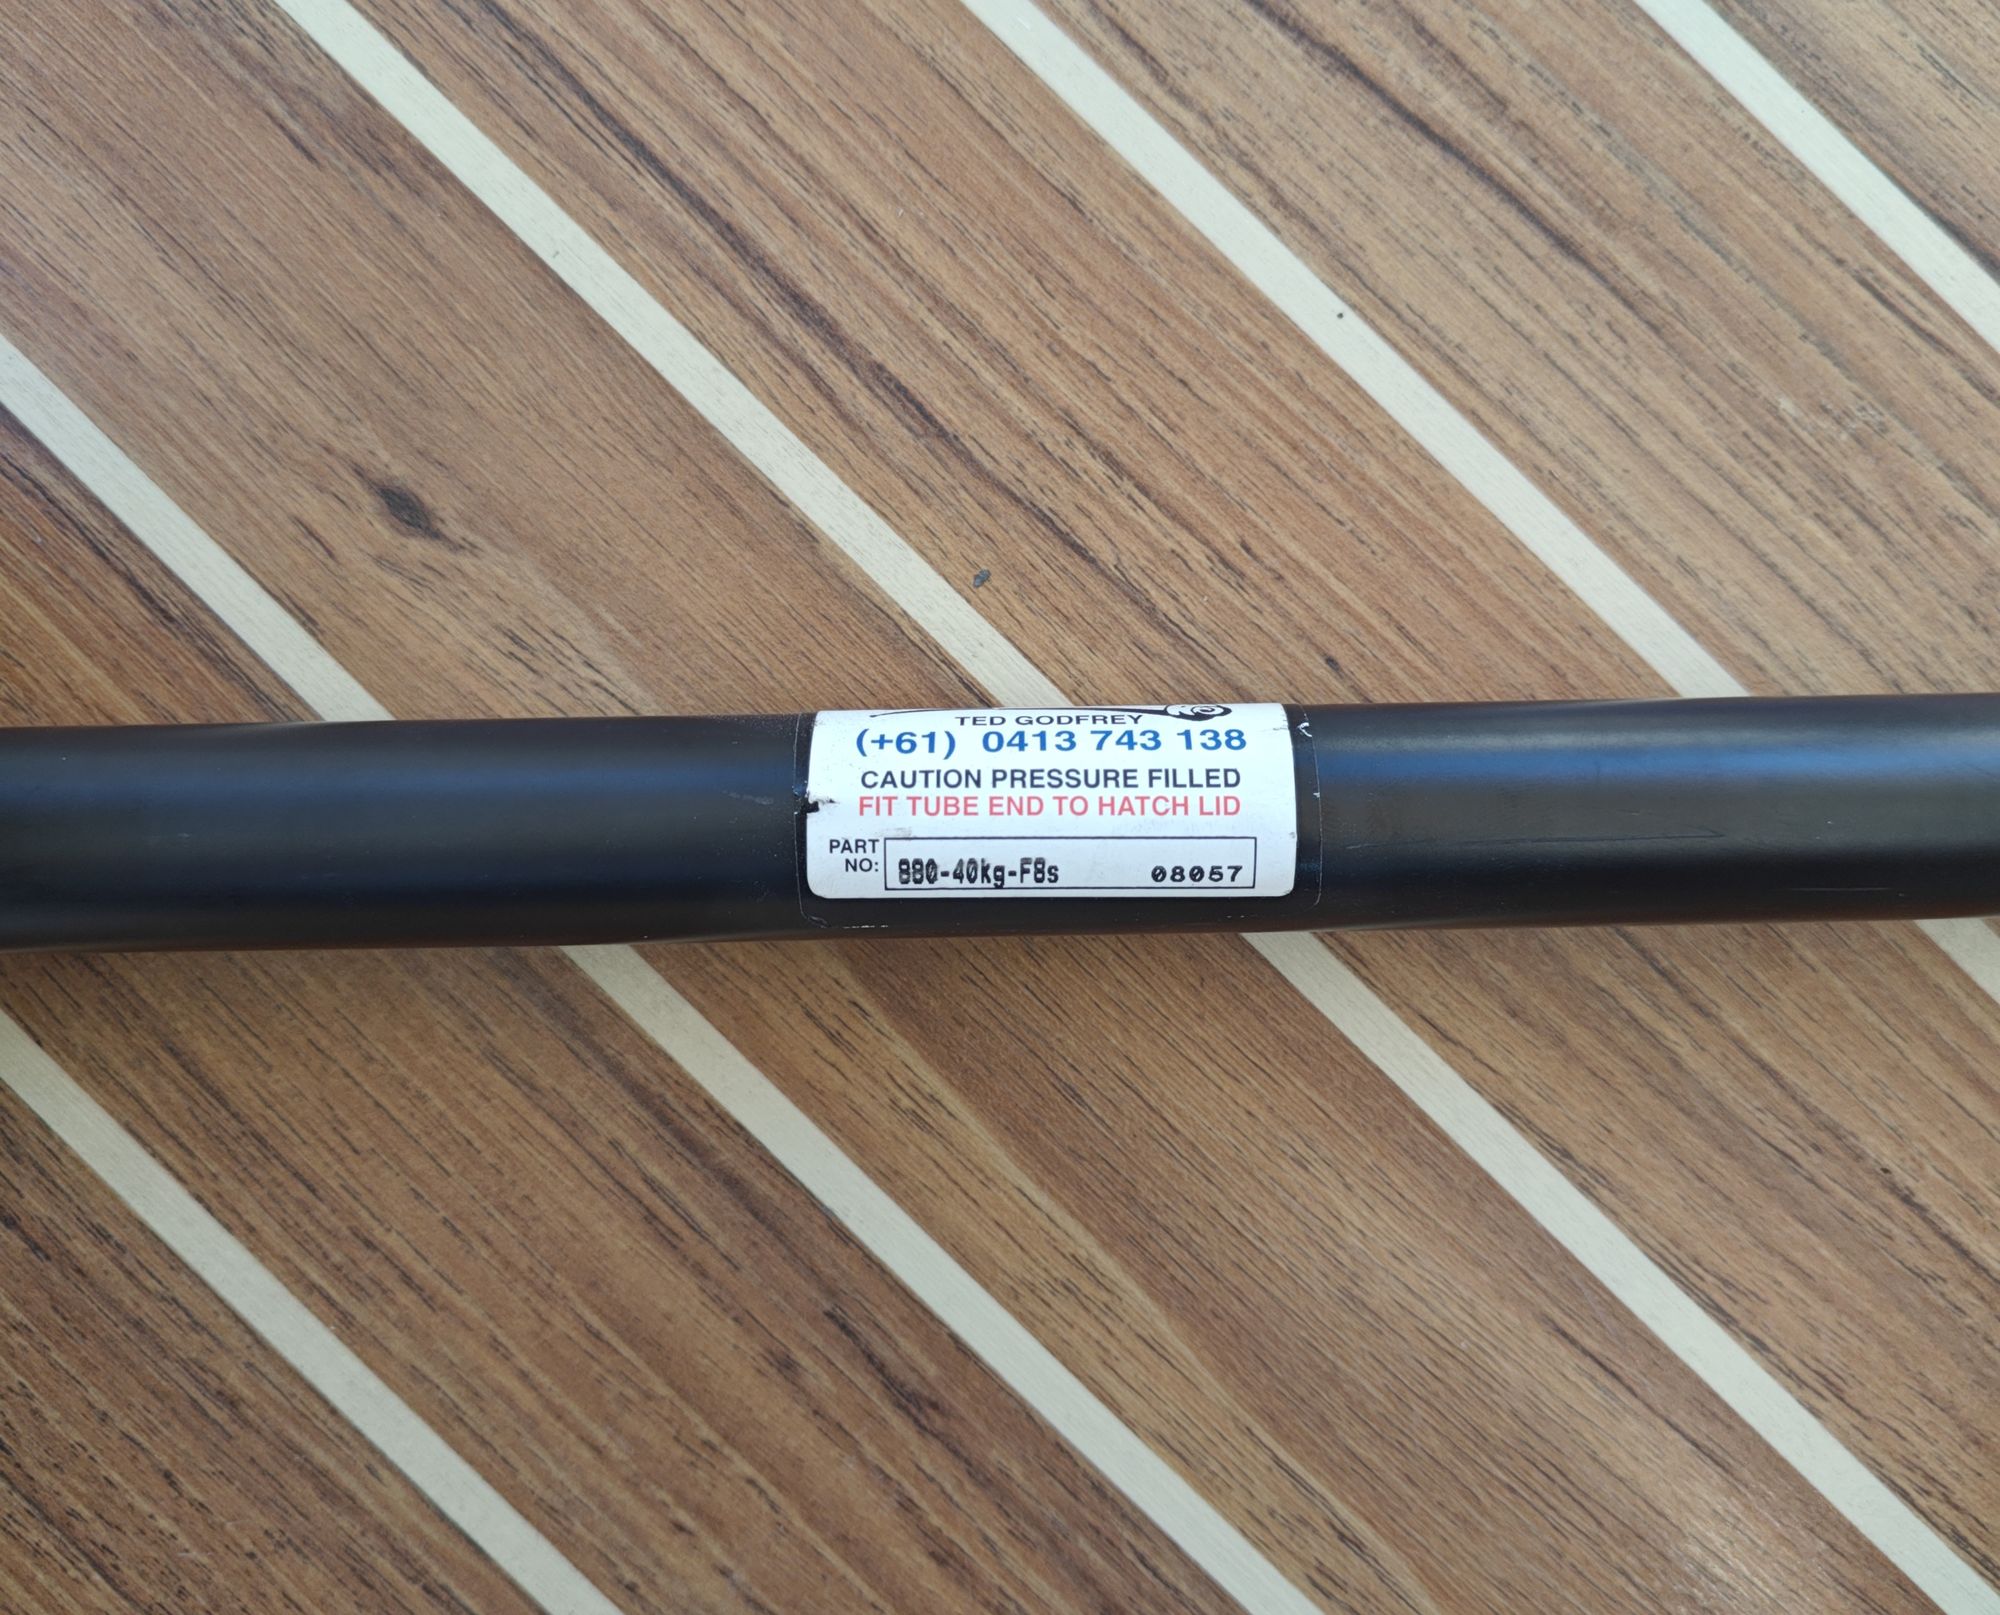 TED GODFREY
(+61) 0413 743 138
CAUTION PRESSURE FILLED
FIT TUBE END TO HATCH LID
PART
NO: 880-40kg-F8s 08057